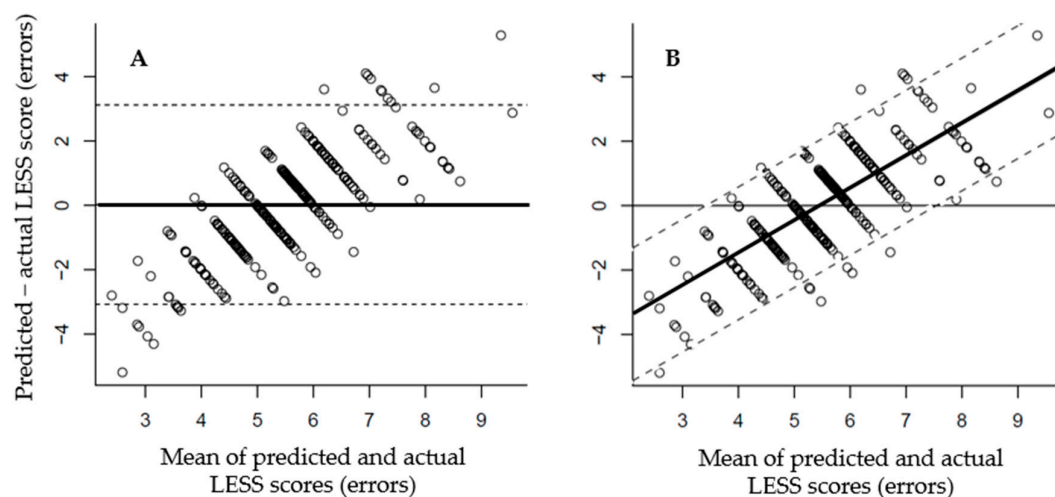 A
B
Predicted – actual LESS score (errors)
4
2
0
-2
-4
3 4 5 6 7 8 9
Mean of predicted and actual
LESS scores (errors)
4
2
0
-2
-4
3 4 5 6 7 8 9
Mean of predicted and actual
LESS scores (errors)